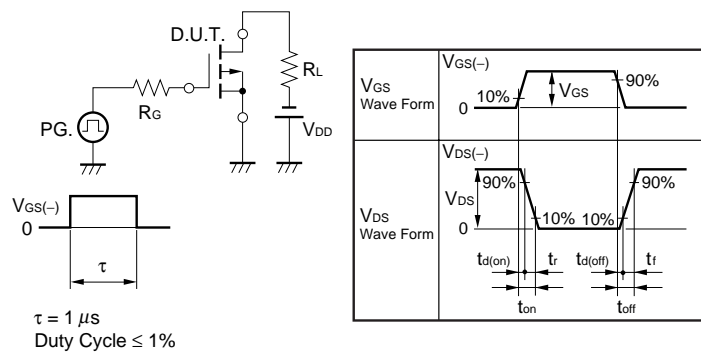 D.U.T.
RL
RG
PG.
VDD
VGS(−)
0
τ
τ = 1 μs
Duty Cycle ≤ 1%
VGS
Wave Form
VGS(−)
10%
VGS
90%
0
VDS
Wave Form
VDS(−)
90%
VDS
10%
10%
90%
0
td(on)
tr
td(off)
tf
ton
toff